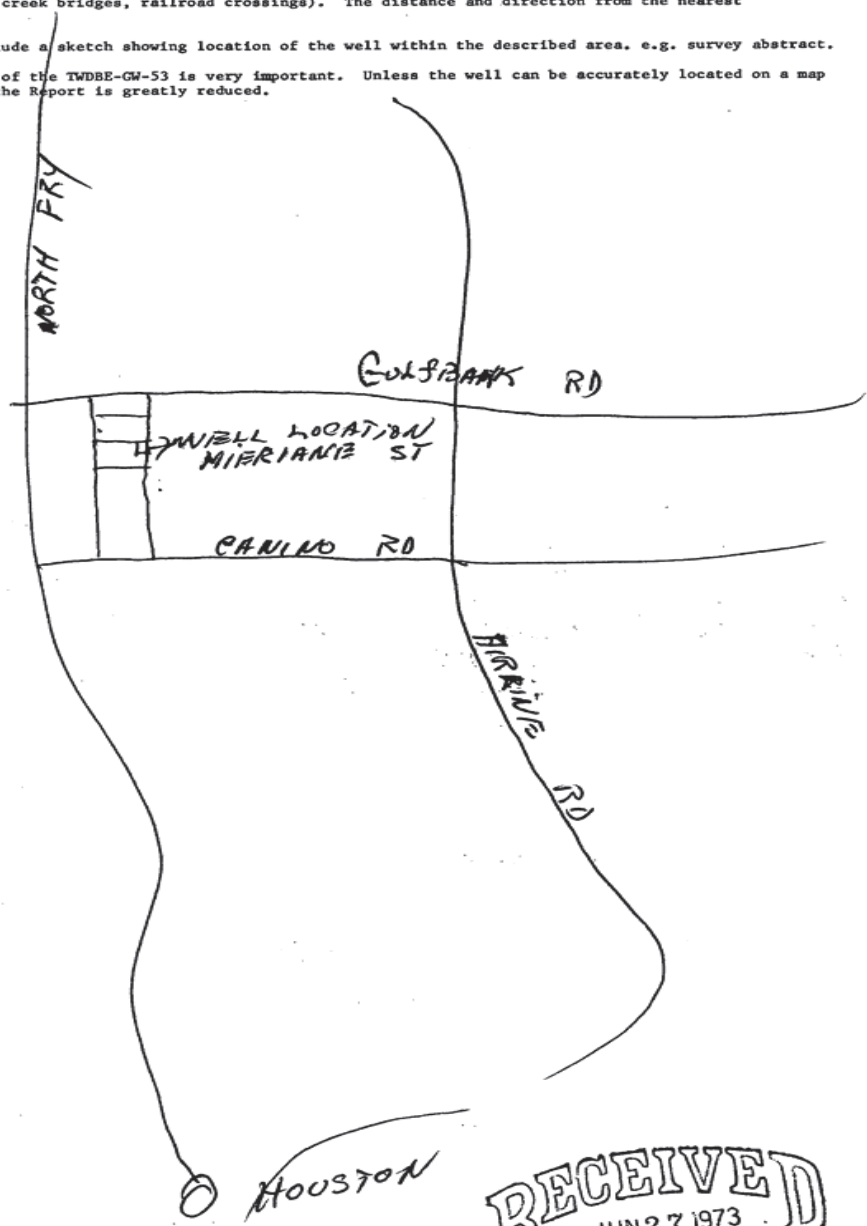 creek bridges, railroad crossings). The distance and direction from the nearest
ude a sketch showing location of the well within the described area. e.g. survey abstract.
of the TWDBE-GW-53 is very important. Unless the well can be accurately located on a map
he Report is greatly reduced.
NORTH FRY
GulfBANK RD
WELL LOCATION
MIERIANE ST
CANINO RD
AIRRINE RD
HOUSTON
RECEIVED
JUN 27 1973